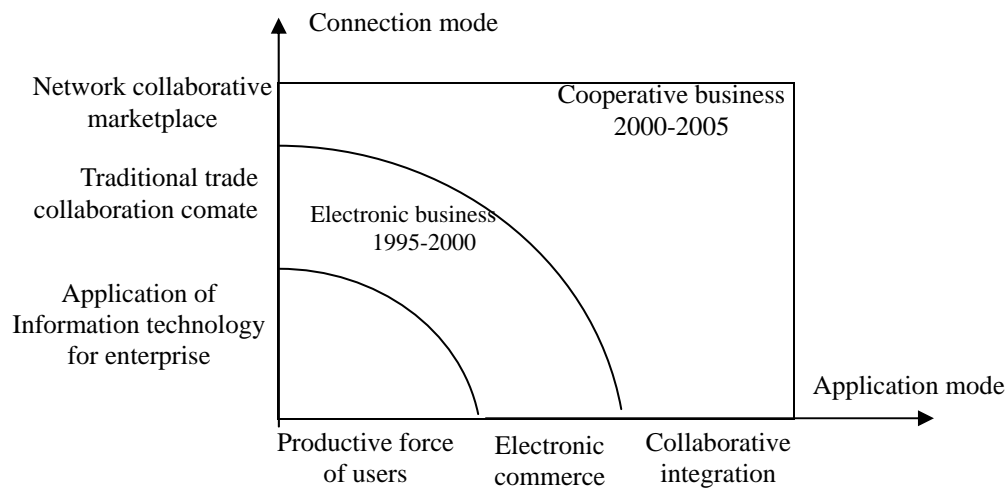 Connection mode
Network collaborative
marketplace
Cooperative business
2000-2005
Traditional trade
collaboration comate
Electronic business
1995-2000
Application of
Information technology
for enterprise
Application mode
Productive force
of users
Electronic
commerce
Collaborative
integration